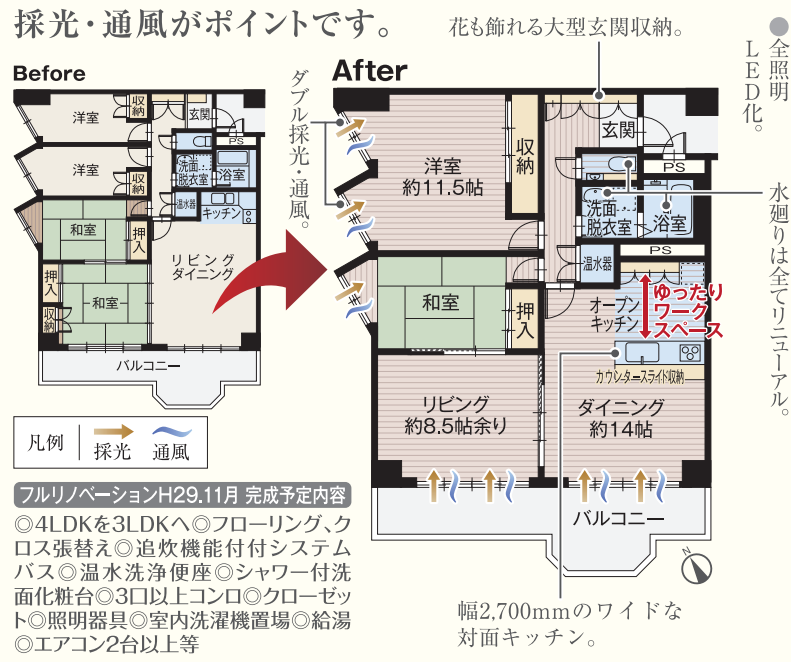 採光・通風がポイントです。
花も飾れる大型玄関収納。
●全照明
LED化。
Before
洋室
収納
玄関
PS
洋室
収納
洗面
脱衣室
浴室
和室
押入
温水器
キッチン
リビング
ダイニング
押入
和室
収納
バルコニー
ダブル採光・通風。
After
洋室
約11.5帖
収納
玄関
PS
洗面
脱衣室
浴室
PS
温水器
和室
押入
オープン
キッチン
ゆったり
ワーク
スペース
カウンタースライド収納
リビング
約8.5帖余り
ダイニング
約14帖
バルコニー
N
水廻りは全てリニューアル。
幅2,700mmのワイドな
対面キッチン。
凡例
採光
通風
フルリノベーションH29.11月 完成予定内容
◎4LDKを3LDKへ◎フローリング、ク
ロス張替え◎追炊機能付付システム
バス◎温水洗浄便座◎シャワー付洗
面化粧台◎3口以上コンロ◎クローゼッ
ト◎照明器具◎室内洗濯機置場◎給湯
◎エアコン2台以上等